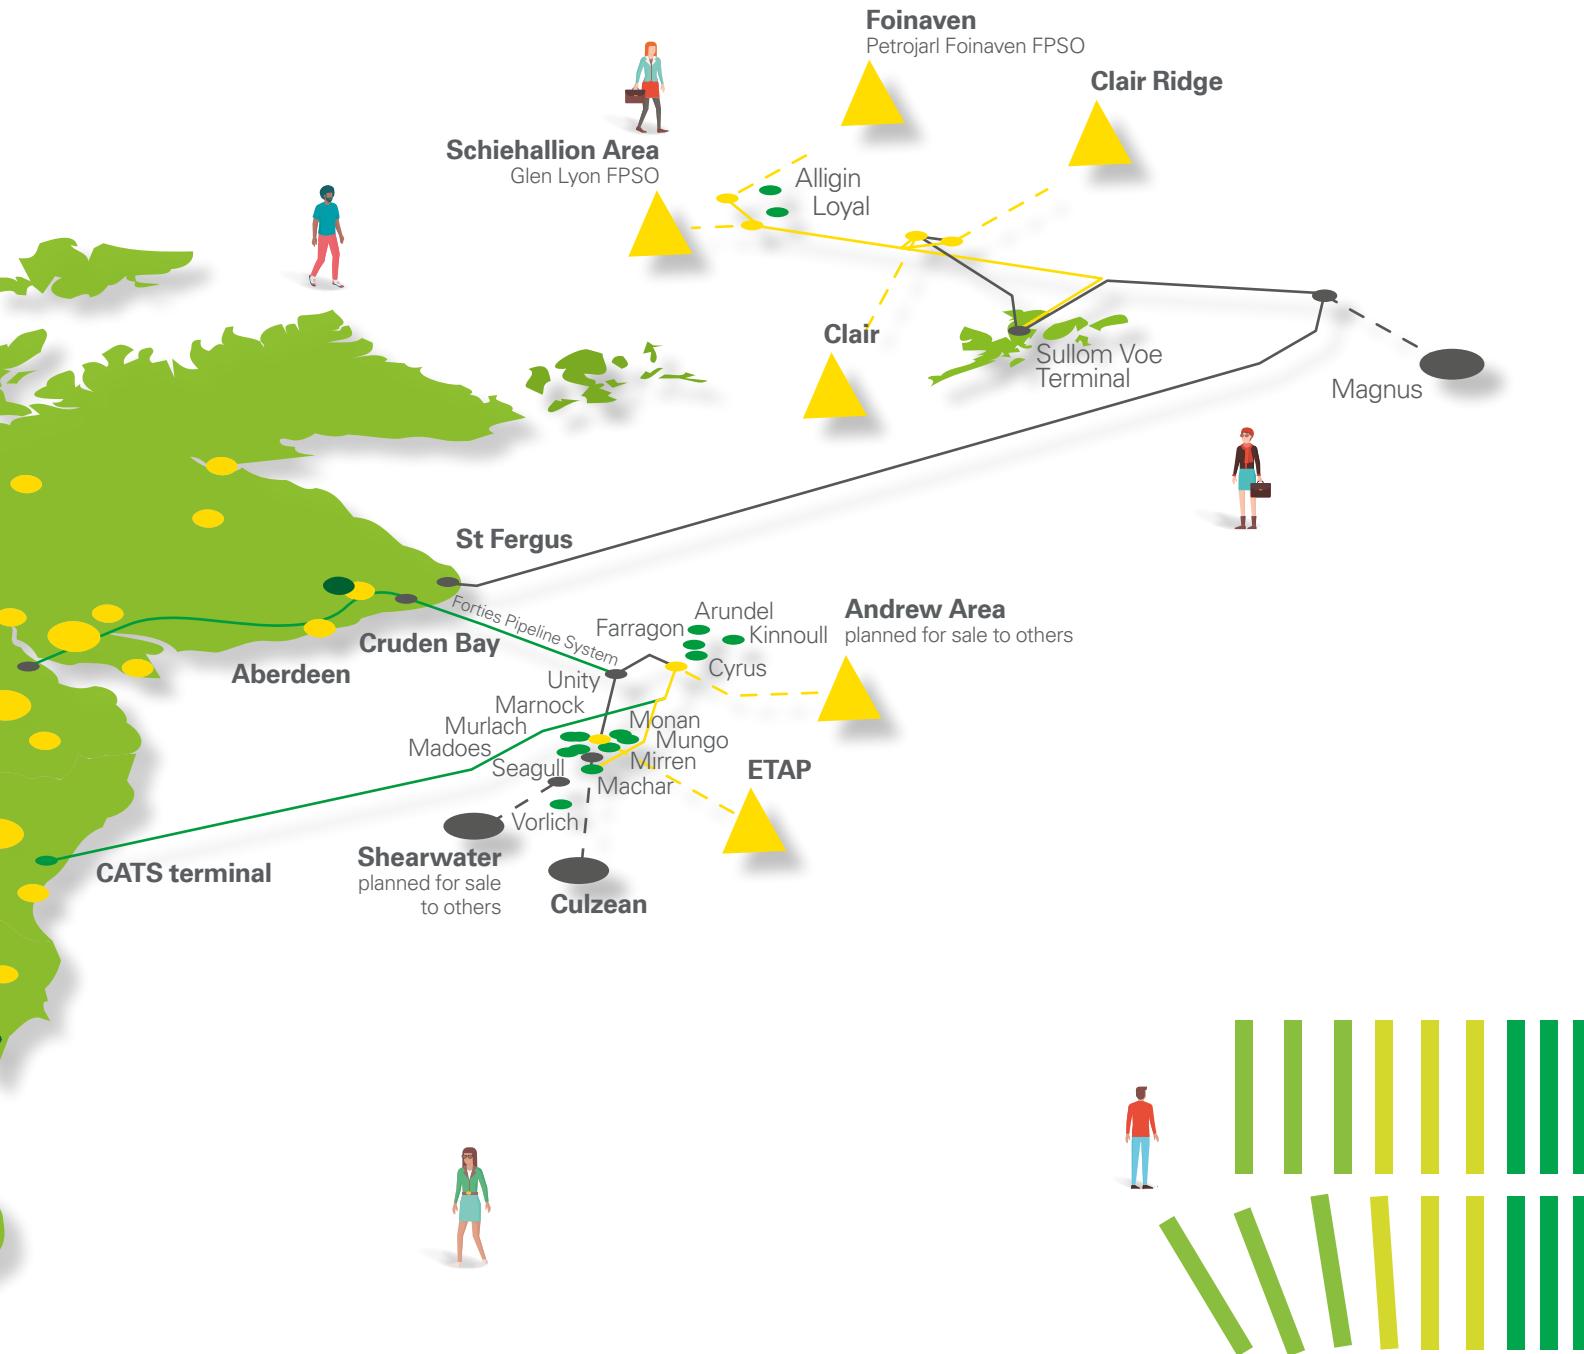 Foinaven
Petrojarl Foinaven FPSO
Clair Ridge
Schiehallion Area
Glen Lyon FPSO
Alligin
Loyal
Clair
Sullom Voe
Terminal
Magnus
St Fergus
Forties Pipeline System
Cruden Bay
Aberdeen
Arundel
Farragon
Kinnoull
Cyrus
Andrew Area
planned for sale to others
Unity
Marnock
Murlach
Madoes
Monan
Mungo
Mirren
Seagull
Machar
ETAP
Vorlich
Shearwater
planned for sale
to others
Culzean
CATS terminal